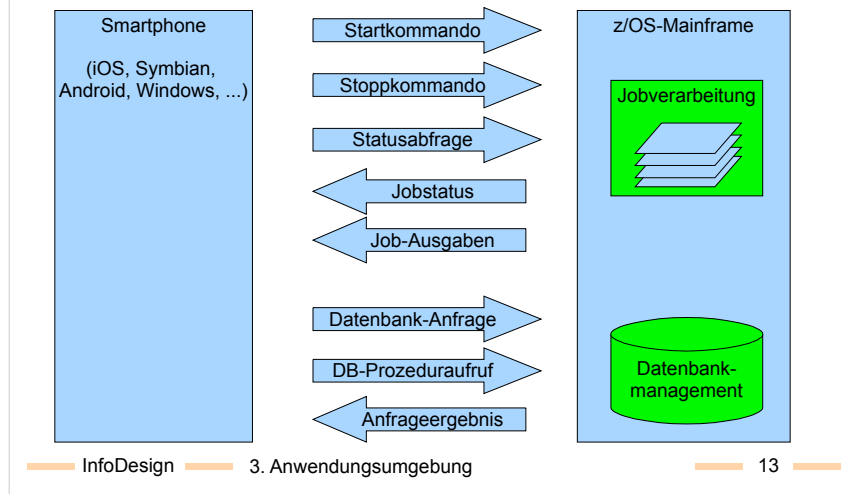 Smartphone
(iOS, Symbian,
Android, Windows, ...)
Startkommando
Stoppkommando
Statusabfrage
Jobstatus
Job-Ausgaben
Datenbank-Anfrage
DB-Prozeduraufruf
Anfrageergebnis
z/OS-Mainframe
Jobverarbeitung
Datenbank-
management
InfoDesign
3. Anwendungsumgebung
13